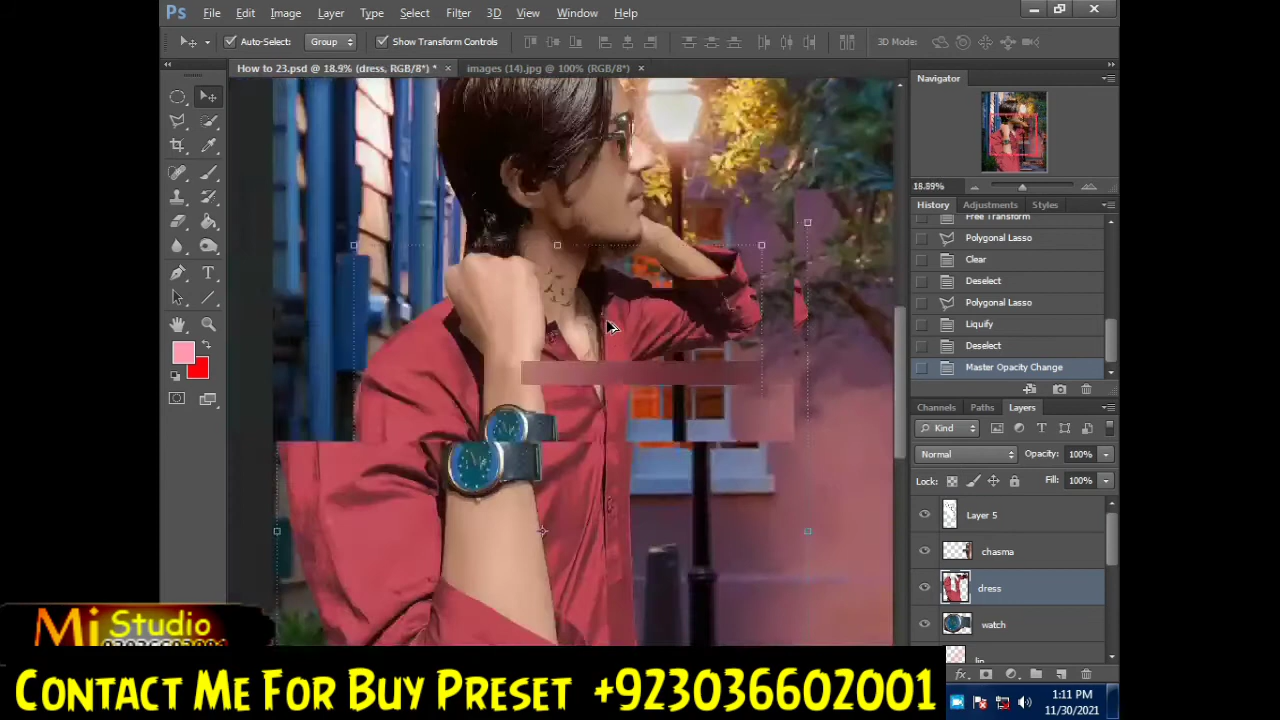 Ps File Edit Image Layer Type Select Filter 3D View Window Help
Auto-Select: Group Show Transform Controls 3D Mode:
How to 23.psd @ 18.9% (dress, RGB/8*) * × images (14).jpg @ 100% (RGB/8*) ×
Navigator
18.89%
History Adjustments Styles
Free Transform
Polygonal Lasso
Clear
Deselect
Polygonal Lasso
Liquify
Deselect
Master Opacity Change
Channels Paths Layers
Kind
Normal Opacity: 100%
Lock: Fill: 100%
Layer 5
chasma
dress
watch
lip
fx
Mi Studio
Contact Me For Buy Preset +923036602001
1:11 PM
11/30/2021